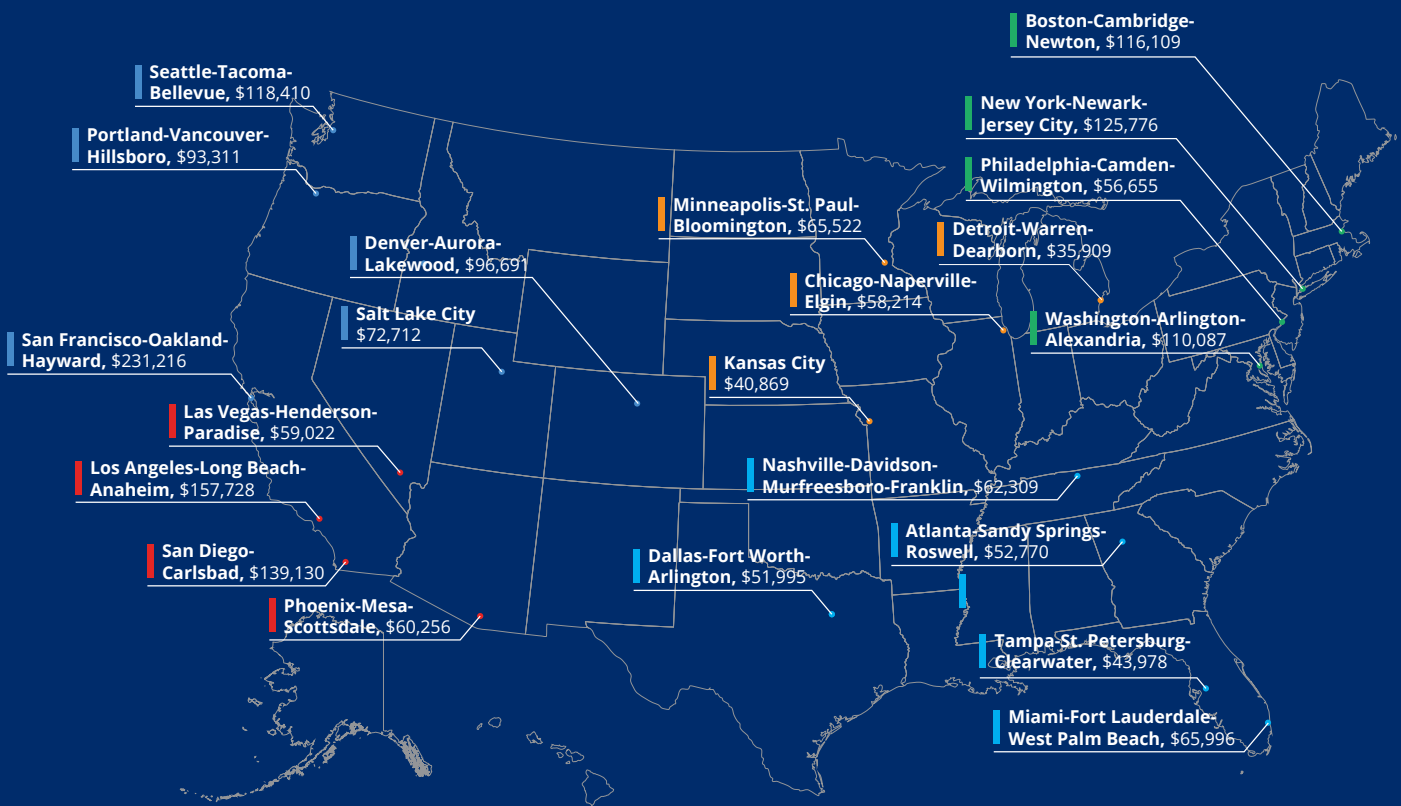 Boston-Cambridge-
Newton, $116,109
Seattle-Tacoma-
Bellevue, $118,410
New York-Newark-
Jersey City, $125,776
Portland-Vancouver-
Hillsboro, $93,311
Philadelphia-Camden-
Wilmington, $56,655
Minneapolis-St. Paul-
Bloomington, $65,522
Detroit-Warren-
Dearborn, $35,909
Denver-Aurora-
Lakewood, $96,691
Chicago-Naperville-
Elgin, $58,214
Salt Lake City
$72,712
Washington-Arlington-
Alexandria, $110,087
San Francisco-Oakland-
Hayward, $231,216
Kansas City
$40,869
Las Vegas-Henderson-
Paradise, $59,022
Los Angeles-Long Beach-
Anaheim, $157,728
Nashville-Davidson-
Murfreesboro-Franklin, $62,309
Atlanta-Sandy Springs-
Roswell, $52,770
San Diego-
Carlsbad, $139,130
Dallas-Fort Worth-
Arlington, $51,995
Phoenix-Mesa-
Scottsdale, $60,256
Tampa-St. Petersburg-
Clearwater, $43,978
Miami-Fort Lauderdale-
West Palm Beach, $65,996